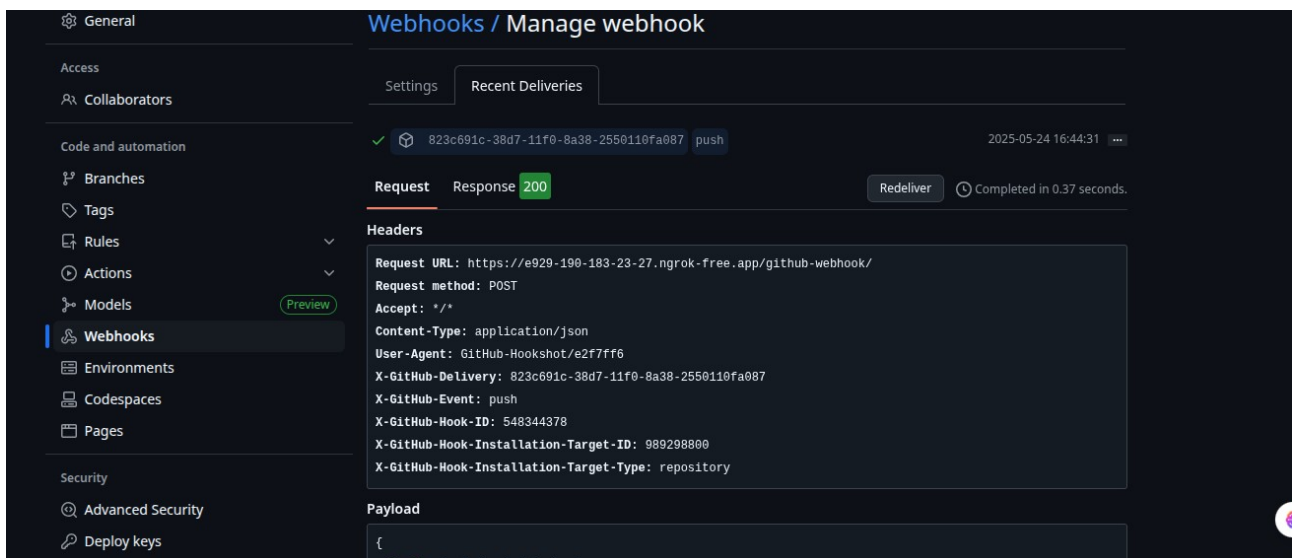 General
Access
Collaborators
Code and automation
Branches
Tags
Rules
Actions
Models Preview
Webhooks
Environments
Codespaces
Pages
Security
Advanced Security
Deploy keys
Webhooks / Manage webhook
Settings Recent Deliveries
823c691c-38d7-11f0-8a38-2550110fa087 push 2025-05-24 16:44:31 ...
Request Response 200 Redeliver Completed in 0.37 seconds.
Headers
Request URL: https://e929-190-183-23-27.ngrok-free.app/github-webhook/
Request method: POST
Accept: */*
Content-Type: application/json
User-Agent: GitHub-Hookshot/e2f7ff6
X-GitHub-Delivery: 823c691c-38d7-11f0-8a38-2550110fa087
X-GitHub-Event: push
X-GitHub-Hook-ID: 548344378
X-GitHub-Hook-Installation-Target-ID: 989298800
X-GitHub-Hook-Installation-Target-Type: repository
Payload
{